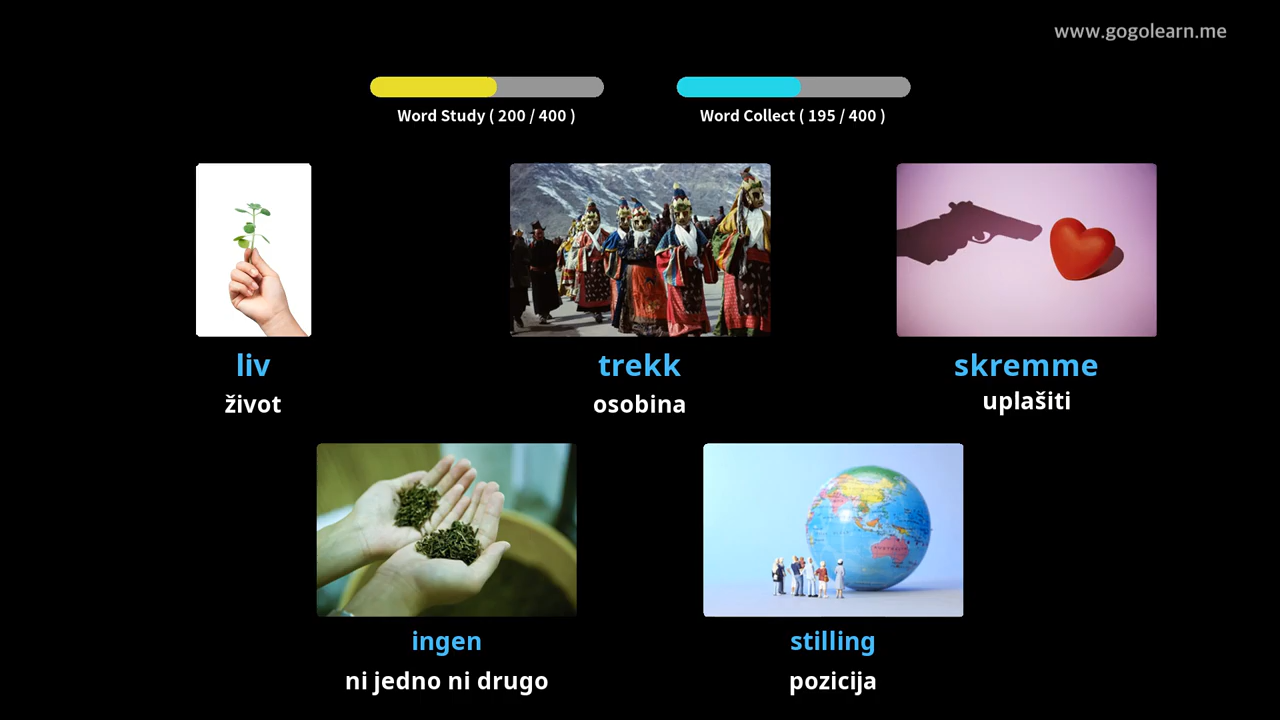 www.gogolearn.me
Word Study ( 200 / 400 )
Word Collect ( 195 / 400 )
liv
život
trekk
osobina
skremme
uplašiti
ingen
ni jedno ni drugo
stilling
pozicija